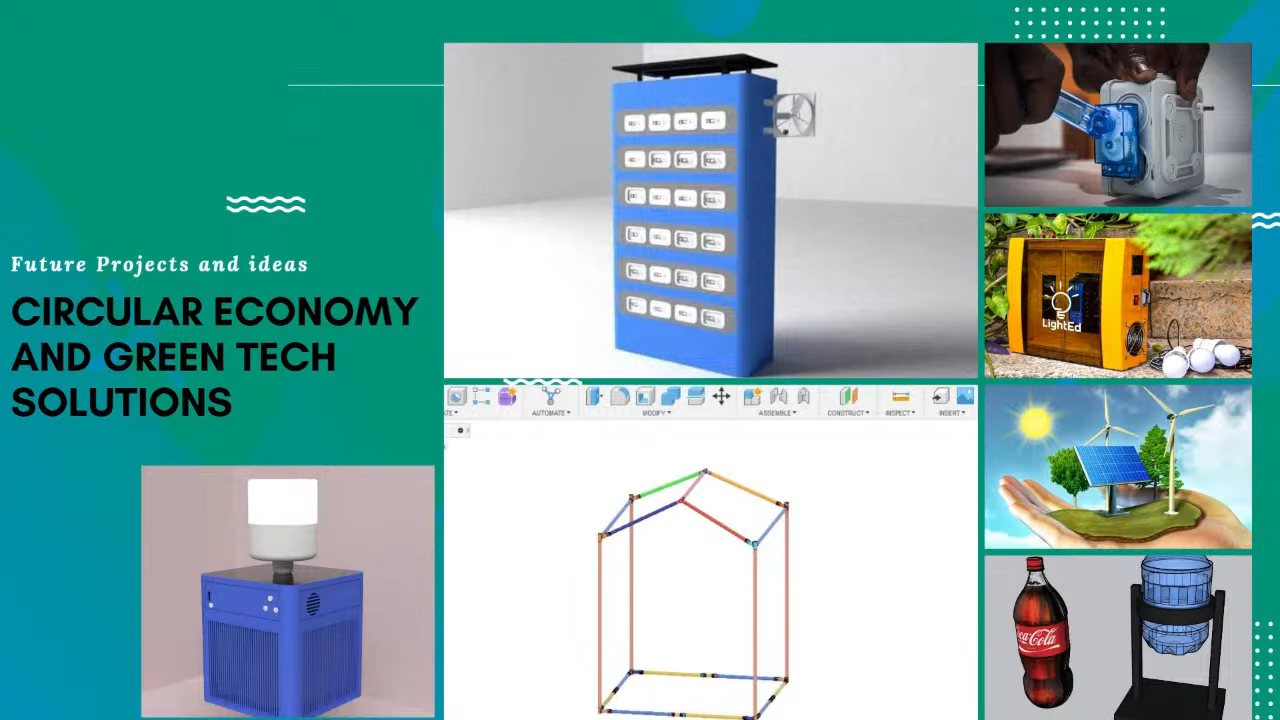 Future Projects and ideas
CIRCULAR ECONOMY
AND GREEN TECH
SOLUTIONS
AUTOMATE
MODIFY
ASSEMBLE
CONSTRUCT
INSPECT
INSERT
LightEd
Coca-Cola